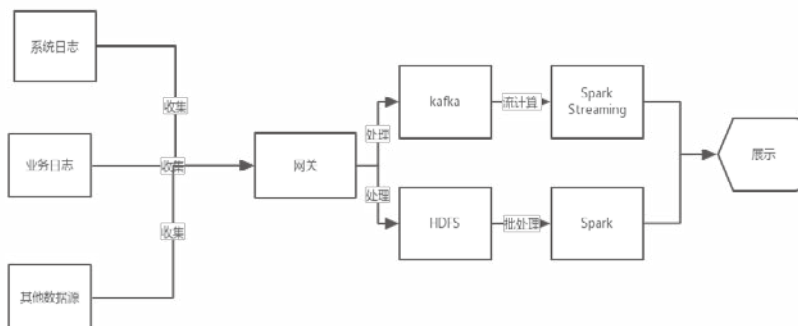 系统日志
收集
业务日志
收集
收集
其他数据源
网关
处理
处理
kafka
流计算
Spark
Streaming
HDFS
批处理
Spark
展示